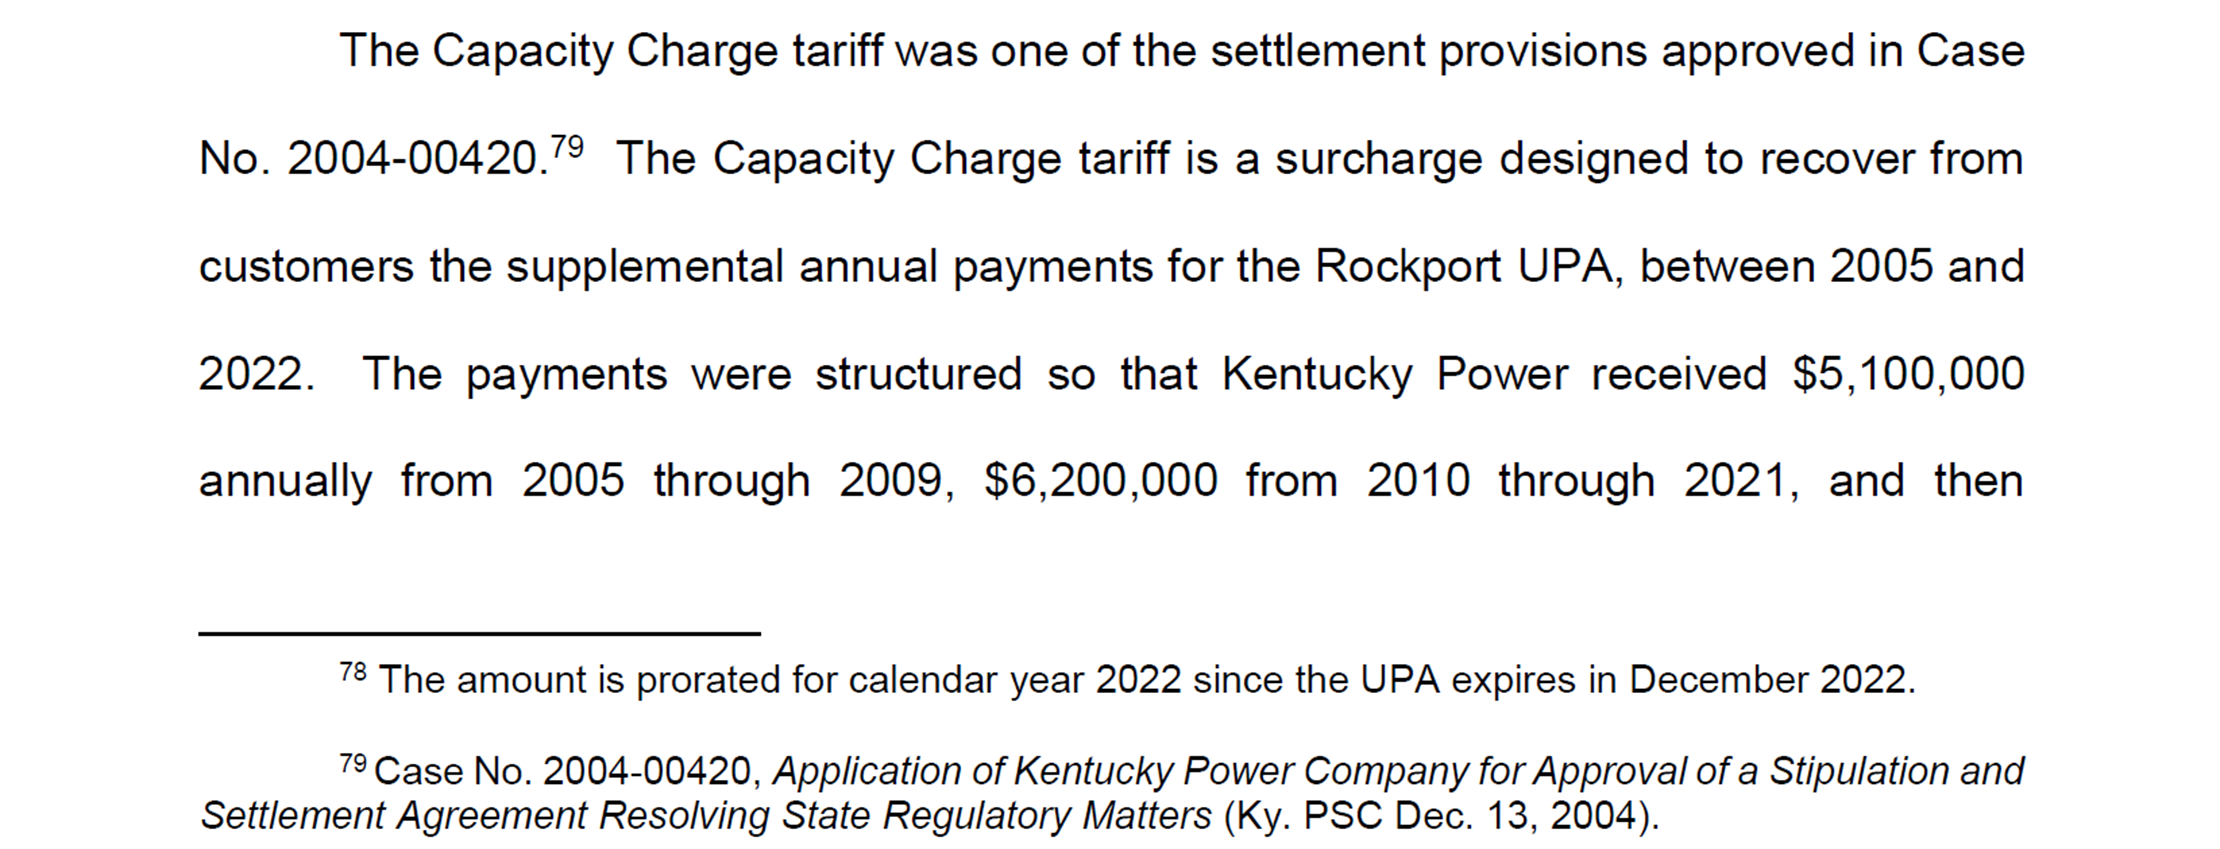 The Capacity Charge tariff was one of the settlement provisions approved in Case
No. 2004-00420.79 The Capacity Charge tariff is a surcharge designed to recover from
customers the supplemental annual payments for the Rockport UPA, between 2005 and
2022. The payments were structured so that Kentucky Power received $5,100,000
annually from 2005 through 2009, $6,200,000 from 2010 through 2021, and then
78 The amount is prorated for calendar year 2022 since the UPA expires in December 2022.
79 Case No. 2004-00420, Application of Kentucky Power Company for Approval of a Stipulation and
Settlement Agreement Resolving State Regulatory Matters (Ky. PSC Dec. 13, 2004).